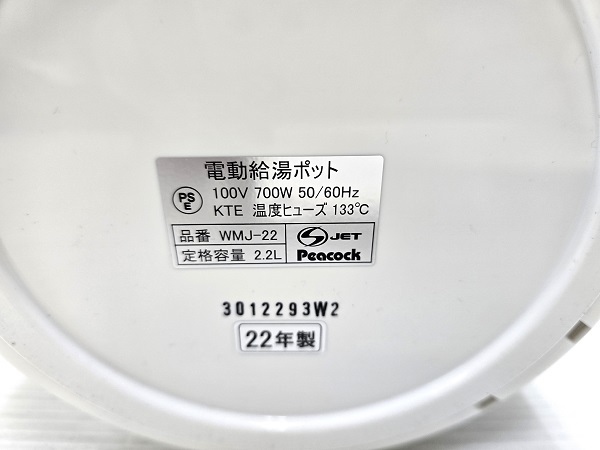 電動給湯ポット
PS
E
100V 700W 50/60Hz
KTE 温度ヒューズ 133℃
品番 WMJ-22
JET
定格容量 2.2L
Peacock
3012293W2
22年製